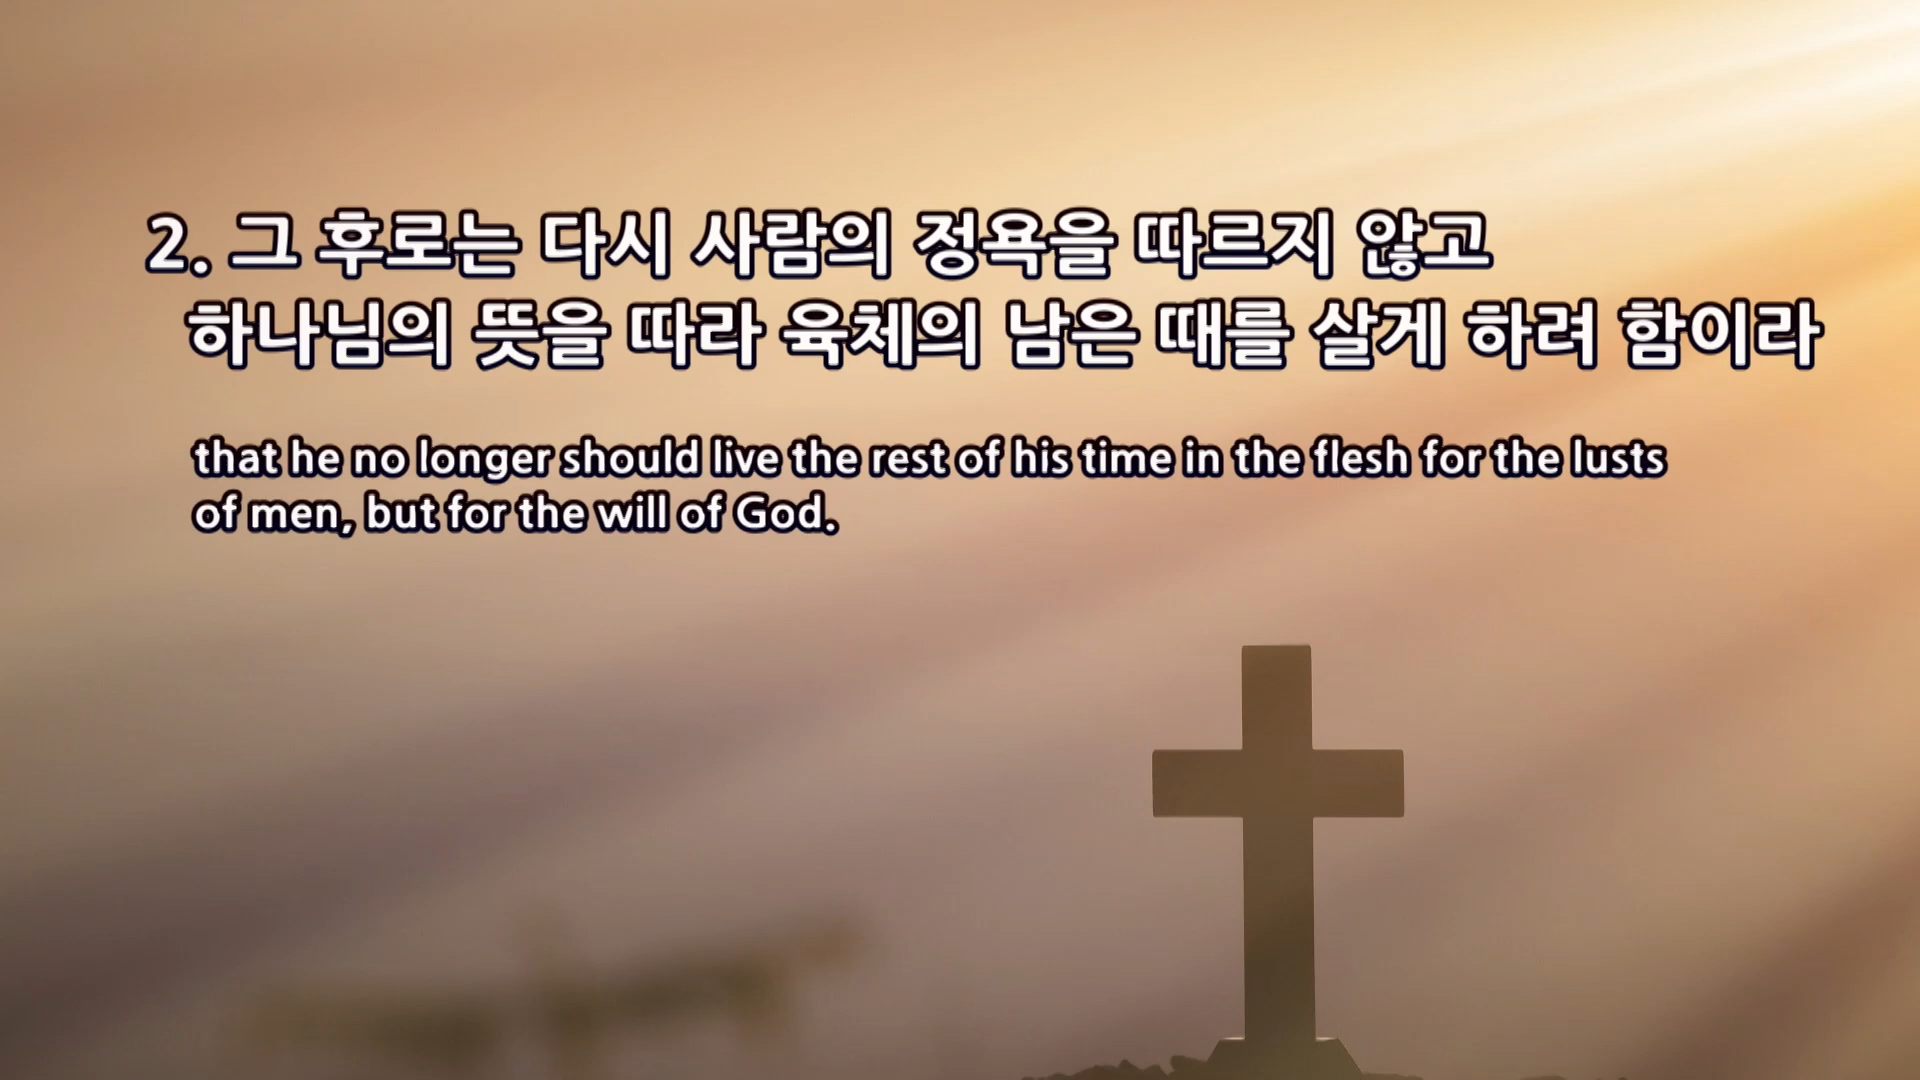 2. 그 후로는 다시 사람의 정욕을 따르지 않고
하나님의 뜻을 따라 육체의 남은 때를 살게 하려 함이라
that he no longer should live the rest of his time in the flesh for the lusts
of men, but for the will of God.